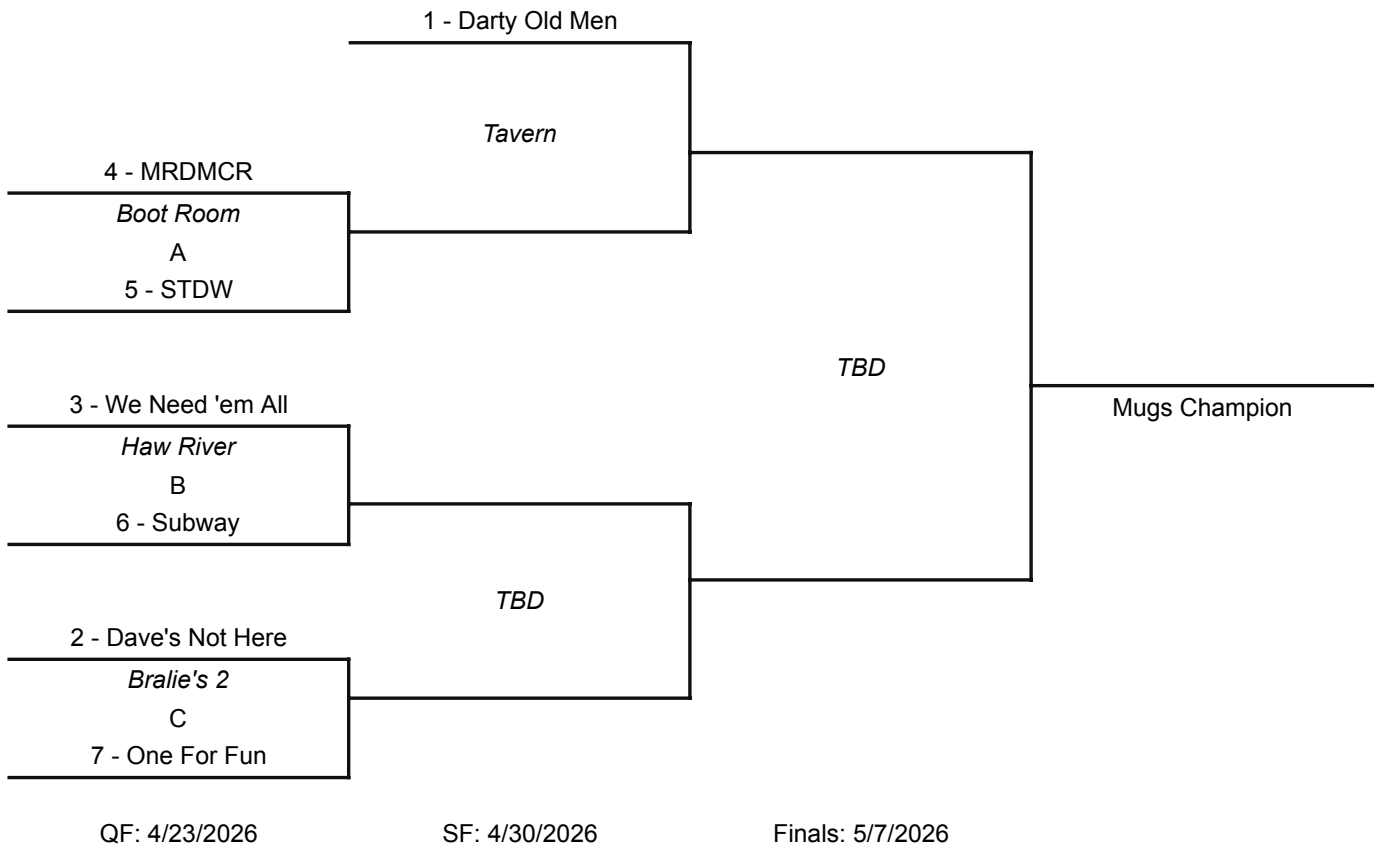 1 - Darty Old Men
Tavern
4 - MRDMCR
Boot Room
A
5 - STDW
TBD
3 - We Need 'em All
Mugs Champion
Haw River
B
6 - Subway
TBD
2 - Dave's Not Here
Bralie's 2
C
7 - One For Fun
QF: 4/23/2026
SF: 4/30/2026
Finals: 5/7/2026